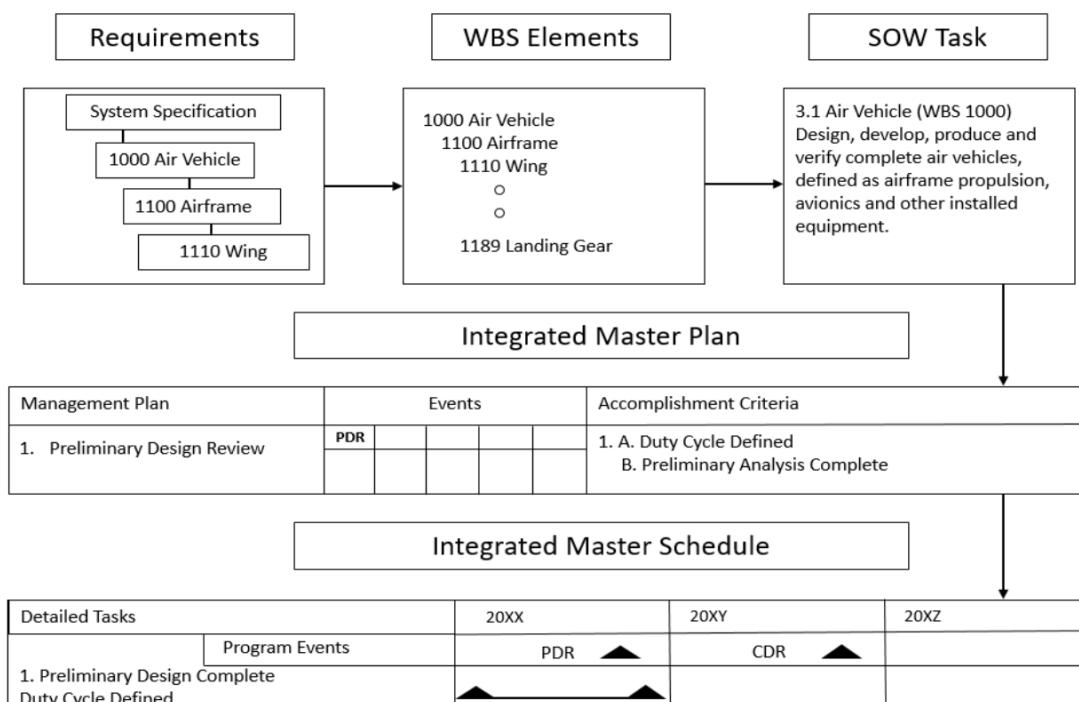 Requirements
WBS Elements
SOW Task
System Specification
1000 Air Vehicle
1100 Airframe
1110 Wing
1000 Air Vehicle
1100 Airframe
1110 Wing
1189 Landing Gear
3.1 Air Vehicle (WBS 1000)
Design, develop, produce and
verify complete air vehicles,
defined as airframe propulsion,
avionics and other installed
equipment.
Integrated Master Plan
Management Plan
Events
Accomplishment Criteria
1. Preliminary Design Review
PDR
1. A. Duty Cycle Defined
B. Preliminary Analysis Complete
Integrated Master Schedule
Detailed Tasks
20XX
20XY
20XZ
Program Events
PDR
CDR
1. Preliminary Design Complete
Duty Cycle Defined